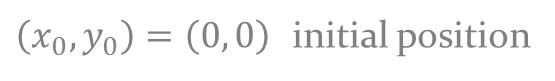 (x₀, y₀) = (0, 0) initial position